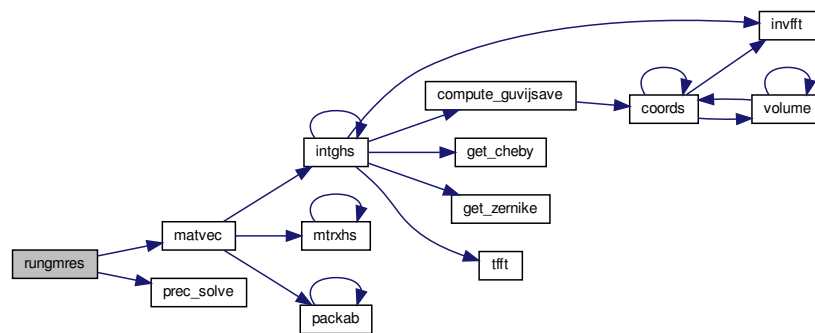 rungmres
matvec
prec_solve
intghs
mtrxhs
packab
compute_guvijsave
get_cheby
get_zernike
tfft
coords
invfft
volume